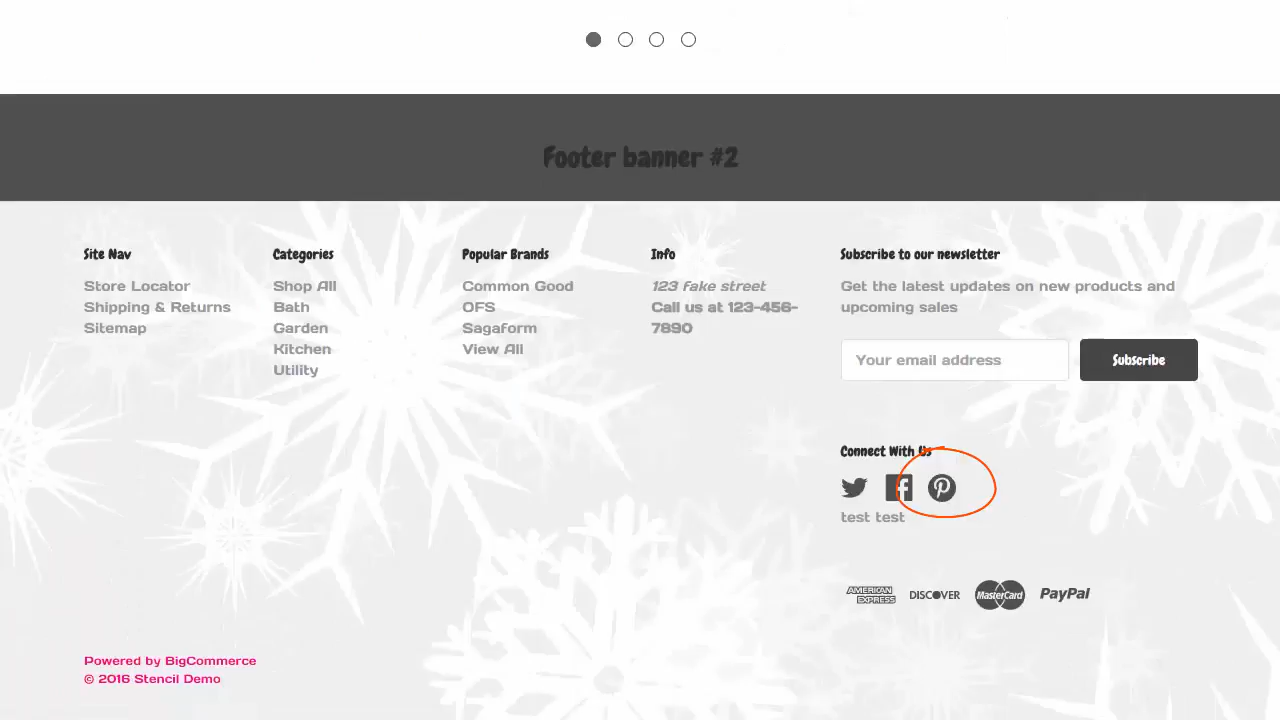 Footer banner #2
Site Nav
Store Locator
Shipping & Returns
Sitemap
Categories
Shop All
Bath
Garden
Kitchen
Utility
Popular Brands
Common Good
OFS
Sagaform
View All
Info
123 fake street
Call us at 123-456-
7890
Subscribe to our newsletter
Get the latest updates on new products and
upcoming sales
Your email address
Subscribe
Connect With Us
test test
AMERICAN
EXPRESS
DISCOVER
MasterCard
PayPal
Powered by BigCommerce
© 2016 Stencil Demo